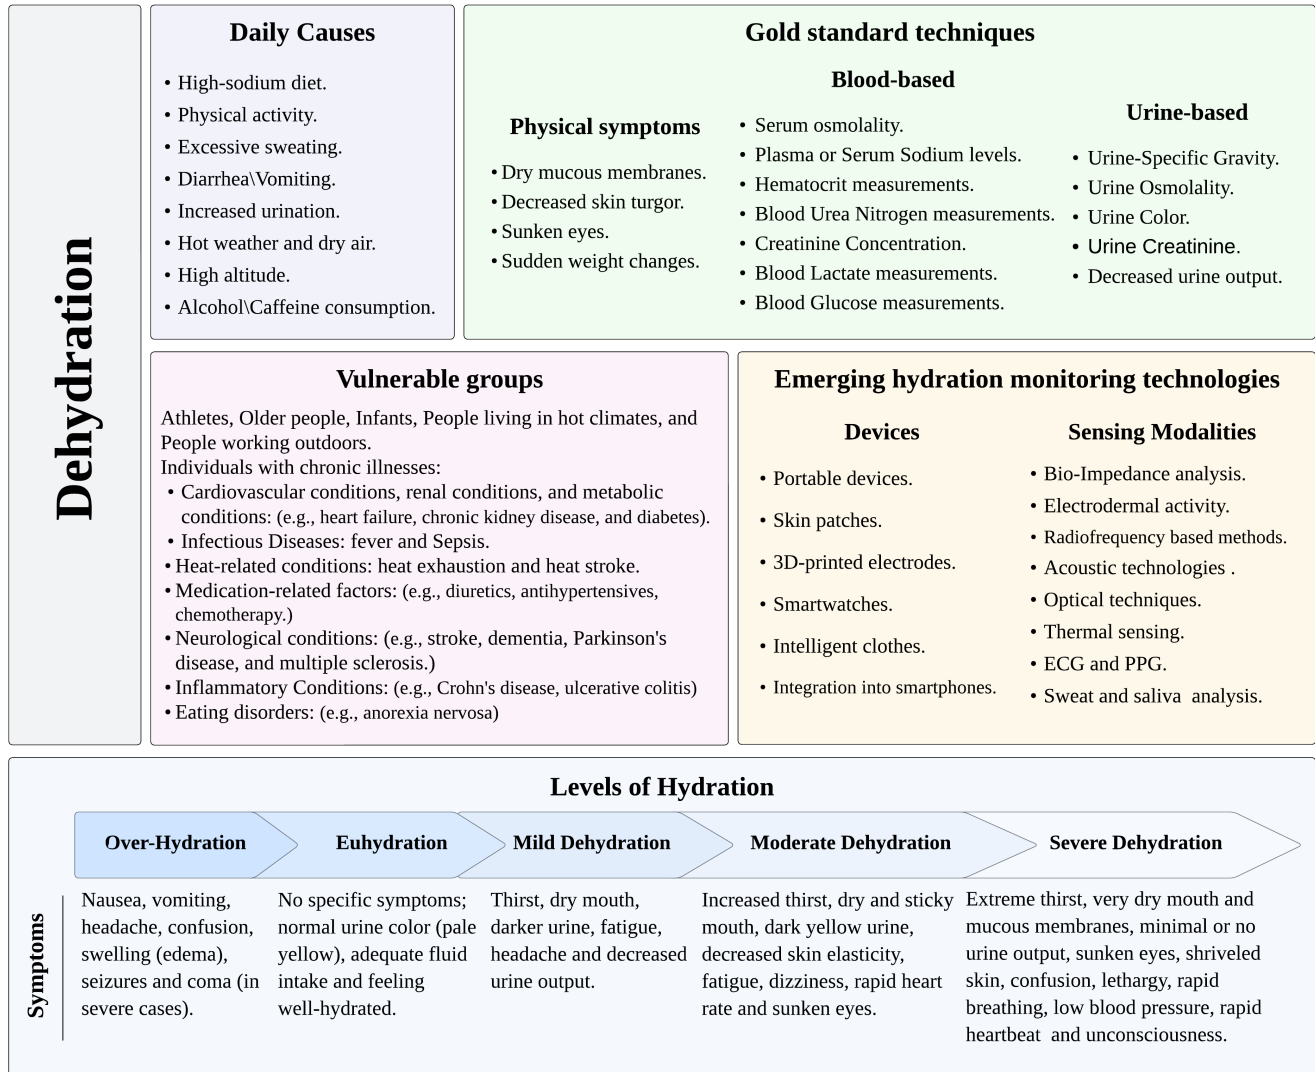 Dehydration
Daily Causes
• High-sodium diet.
• Physical activity.
• Excessive sweating.
• Diarrhea\Vomiting.
• Increased urination.
• Hot weather and dry air.
• High altitude.
• Alcohol\Caffeine consumption.
Gold standard techniques
Physical symptoms
• Dry mucous membranes.
• Decreased skin turgor.
• Sunken eyes.
• Sudden weight changes.
Blood-based
• Serum osmolality.
• Plasma or Serum Sodium levels.
• Hematocrit measurements.
• Blood Urea Nitrogen measurements.
• Creatinine Concentration.
• Blood Lactate measurements.
• Blood Glucose measurements.
Urine-based
• Urine-Specific Gravity.
• Urine Osmolality.
• Urine Color.
• Urine Creatinine.
• Decreased urine output.
Vulnerable groups
Athletes, Older people, Infants, People living in hot climates, and
People working outdoors.
Individuals with chronic illnesses:
• Cardiovascular conditions, renal conditions, and metabolic
conditions: (e.g., heart failure, chronic kidney disease, and diabetes).
• Infectious Diseases: fever and Sepsis.
• Heat-related conditions: heat exhaustion and heat stroke.
• Medication-related factors: (e.g., diuretics, antihypertensives,
chemotherapy.)
• Neurological conditions: (e.g., stroke, dementia, Parkinson's
disease, and multiple sclerosis.)
• Inflammatory Conditions: (e.g., Crohn's disease, ulcerative colitis)
• Eating disorders: (e.g., anorexia nervosa)
Emerging hydration monitoring technologies
Devices
• Portable devices.
• Skin patches.
• 3D-printed electrodes.
• Smartwatches.
• Intelligent clothes.
• Integration into smartphones.
Sensing Modalities
• Bio-Impedance analysis.
• Electrodermal activity.
• Radiofrequency based methods.
• Acoustic technologies .
• Optical techniques.
• Thermal sensing.
• ECG and PPG.
• Sweat and saliva  analysis.
Levels of Hydration
Over-Hydration
Euhydration
Mild Dehydration
Moderate Dehydration
Severe Dehydration
Symptoms
Nausea, vomiting,
headache, confusion,
swelling (edema),
seizures and coma (in
severe cases).
No specific symptoms;
normal urine color (pale
yellow), adequate fluid
intake and feeling
well-hydrated.
Thirst, dry mouth,
darker urine, fatigue,
headache and decreased
urine output.
Increased thirst, dry and sticky
mouth, dark yellow urine,
decreased skin elasticity,
fatigue, dizziness, rapid heart
rate and sunken eyes.
Extreme thirst, very dry mouth and
mucous membranes, minimal or no
urine output, sunken eyes, shriveled
skin, confusion, lethargy, rapid
breathing, low blood pressure, rapid
heartbeat  and unconsciousness.